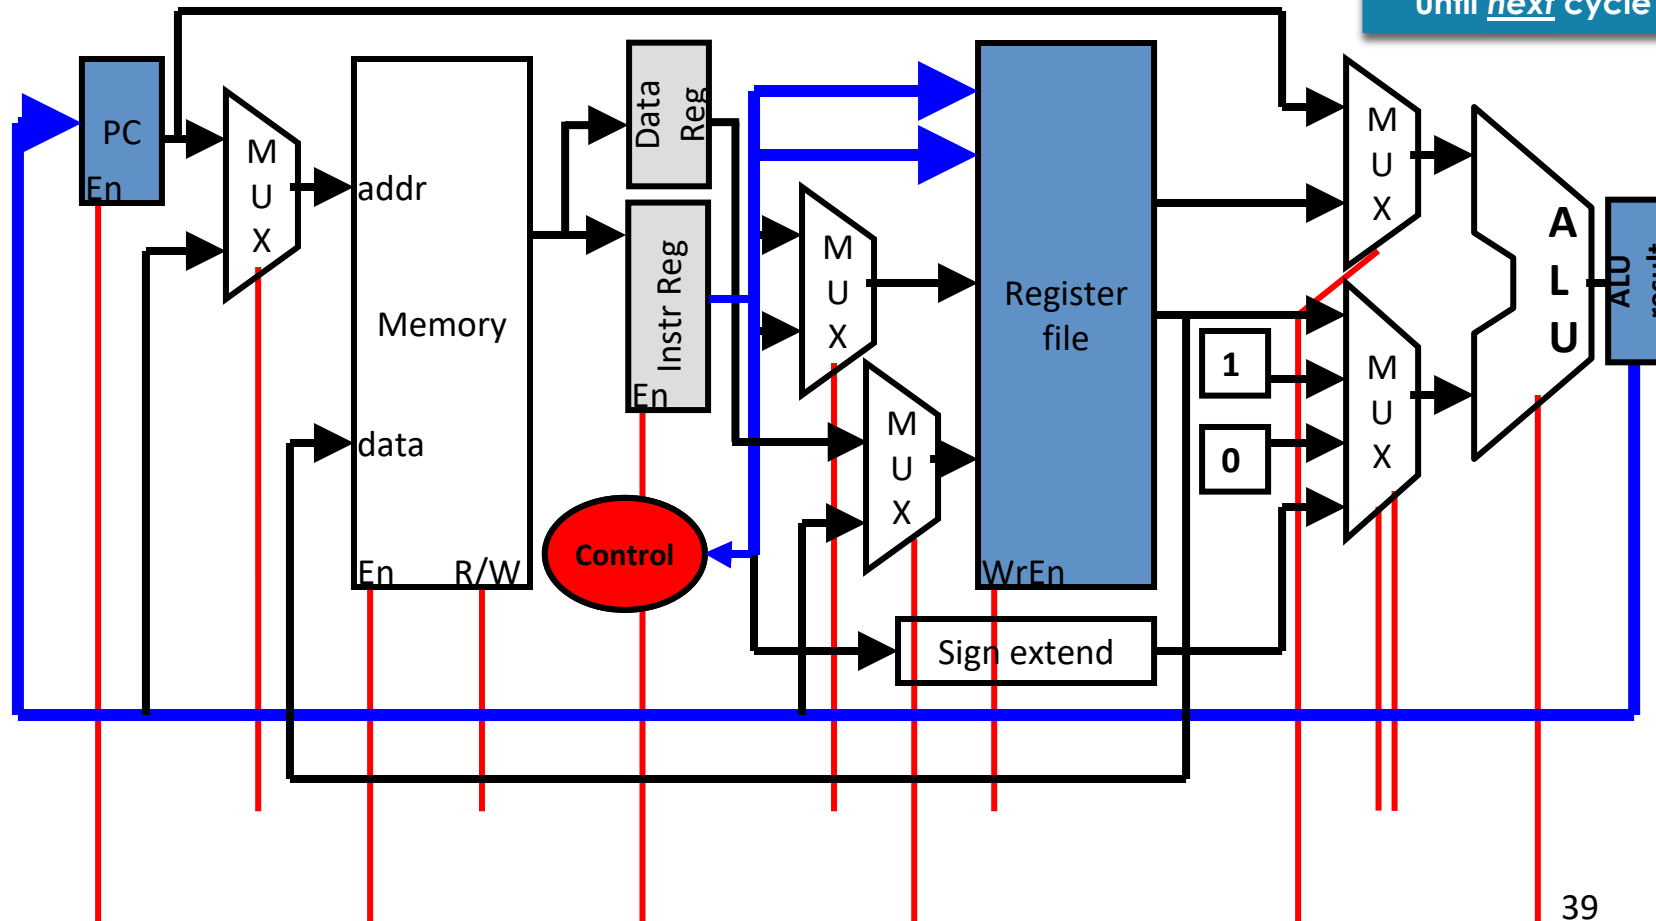 until next cycle
PC
En
M
U
X
addr
Memory
data
En R/W
Data
Reg
Instr Reg
En
Control
M
U
X
M
U
X
Register
file
WrEn
Sign extend
1
0
M
U
X
M
U
X
A
L
U
ALU
result
39